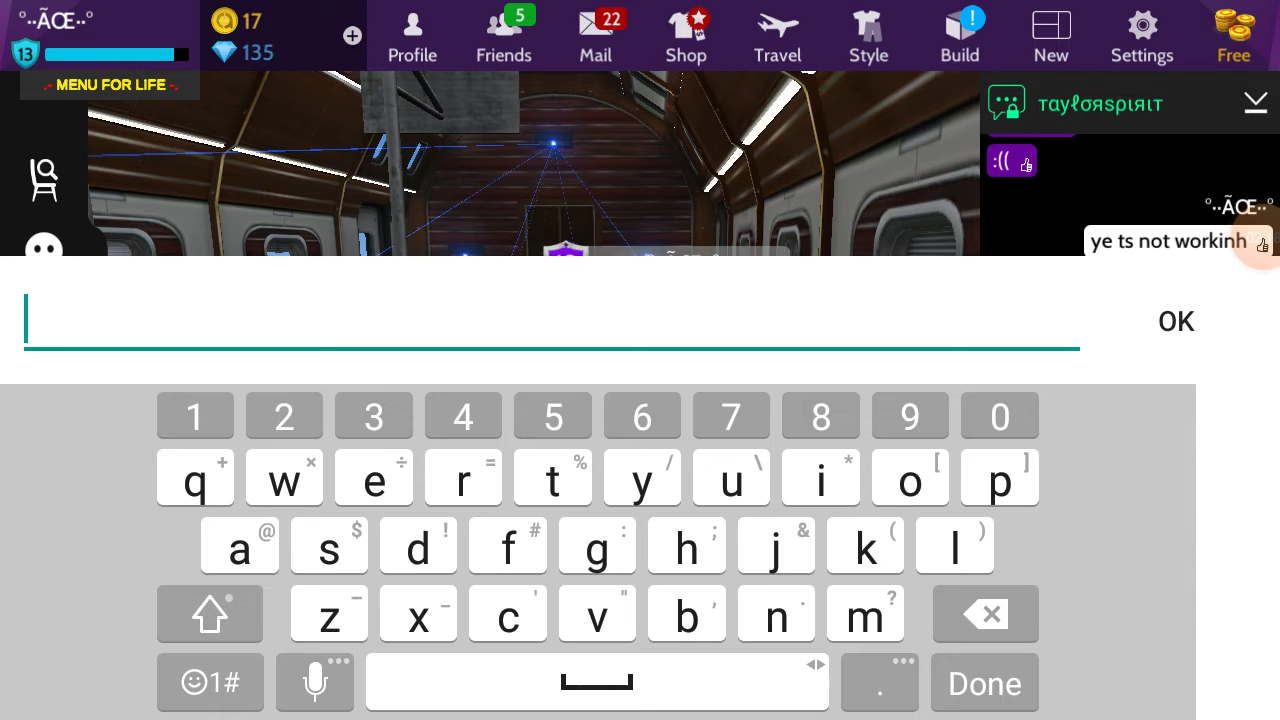 °··ÃŒ··°
13
17
135
Profile
5
Friends
22
Mail
Shop
Travel
Style
!
Build
New
Settings
Free
.- MENU FOR LIFE -.
тαуℓσяѕριяιт
:((
°··ÃŒ··°
ye ts not workinh
OK
1 2 3 4 5 6 7 8 9 0
q + w × e ÷ r = t % y / u \ i * o [ p ]
a @ s $ d ! f # g : h ; j & k ( l )
z – x _ c ' v " b , n . m ?
1# . Done